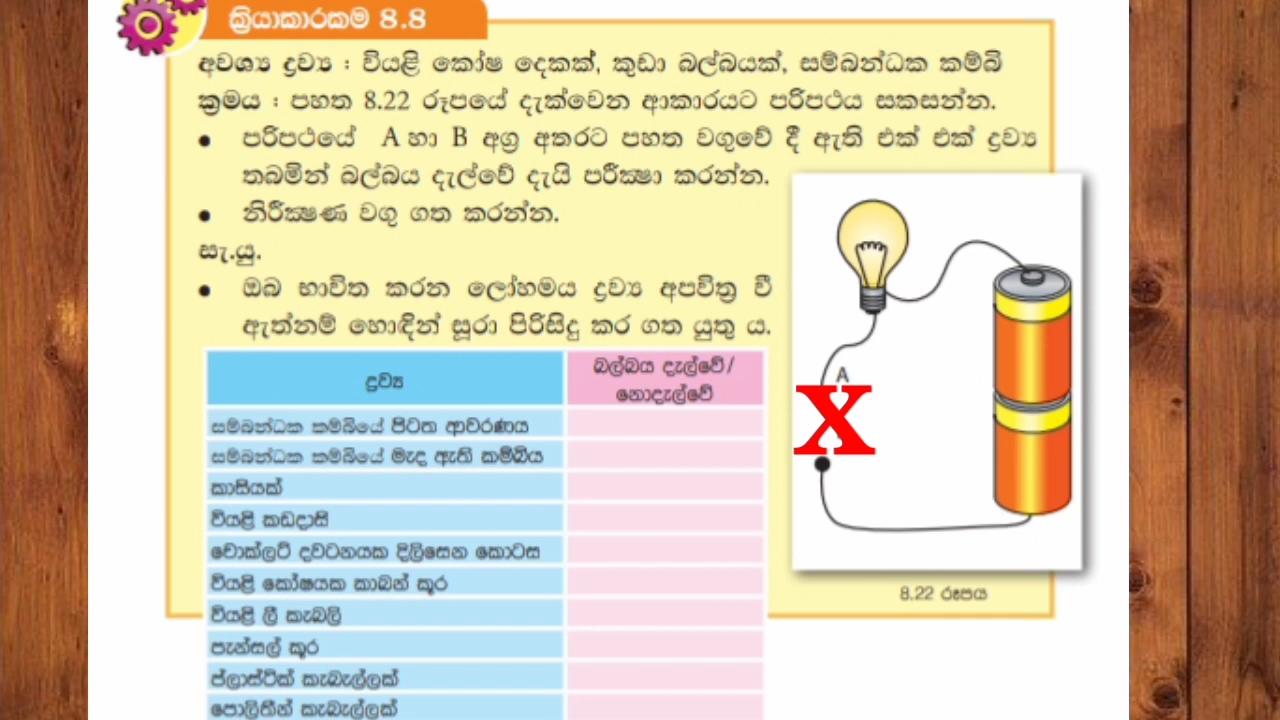 ක්‍රියාකාරකම 8.8
අවශ්‍ය ද්‍රව්‍ය : වියළි කෝෂ දෙකක්, කුඩා බල්බයක්, සම්බන්ධක කම්බි
ක්‍රමය : පහත 8.22 රූපයේ දැක්වෙන ආකාරයට පරිපථය සකසන්න.
● පරිපථයේ A හා B අග්‍ර අතරට පහත වගුවේ දී ඇති එක් එක් ද්‍රව්‍ය
තබමින් බල්බය දැල්වේ දැයි පරීක්‍ෂා කරන්න.
● නිරීක්‍ෂණ වගු ගත කරන්න.
සැ.යු.
● ඔබ භාවිත කරන ලෝහමය ද්‍රව්‍ය අපවිත්‍ර වී
ඇත්නම් හොඳින් සූරා පිරිසිදු කර ගත යුතු ය.
ද්‍රව්‍ය
බල්බය දැල්වේ/
නොදැල්වේ
සම්බන්ධක කම්බියේ පිටත ආවරණය
සම්බන්ධක කම්බියේ මැද ඇති කම්බිය
කාසියක්
වියළි කඩදාසි
චොක්ලට් දවටනයක දිලිසෙන කොටස
වියළි කෝෂයක කාබන් කූර
වියළි ලී කැබලි
පැන්සල් කූර
ප්ලාස්ටික් කැබැල්ලක්
පොලිතීන් කැබැල්ලක්
A
X
8.22 රූපය